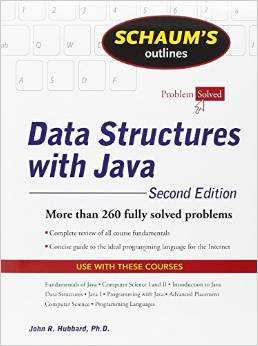 SCHAUM'S
outlines
Problem Solved
Data Structures
with Java
Second Edition
More than 260 fully solved problems
• Complete review of all course fundamentals
• Concise guide to the ideal programming language for the Internet
USE WITH THESE COURSES
Fundamentals of Java • Computer Science I and II • Introduction to Java
Data Structures • Java I • Programming with Java • Advanced Placement
Computer Science • Programming Languages
John R. Hubbard, Ph.D.